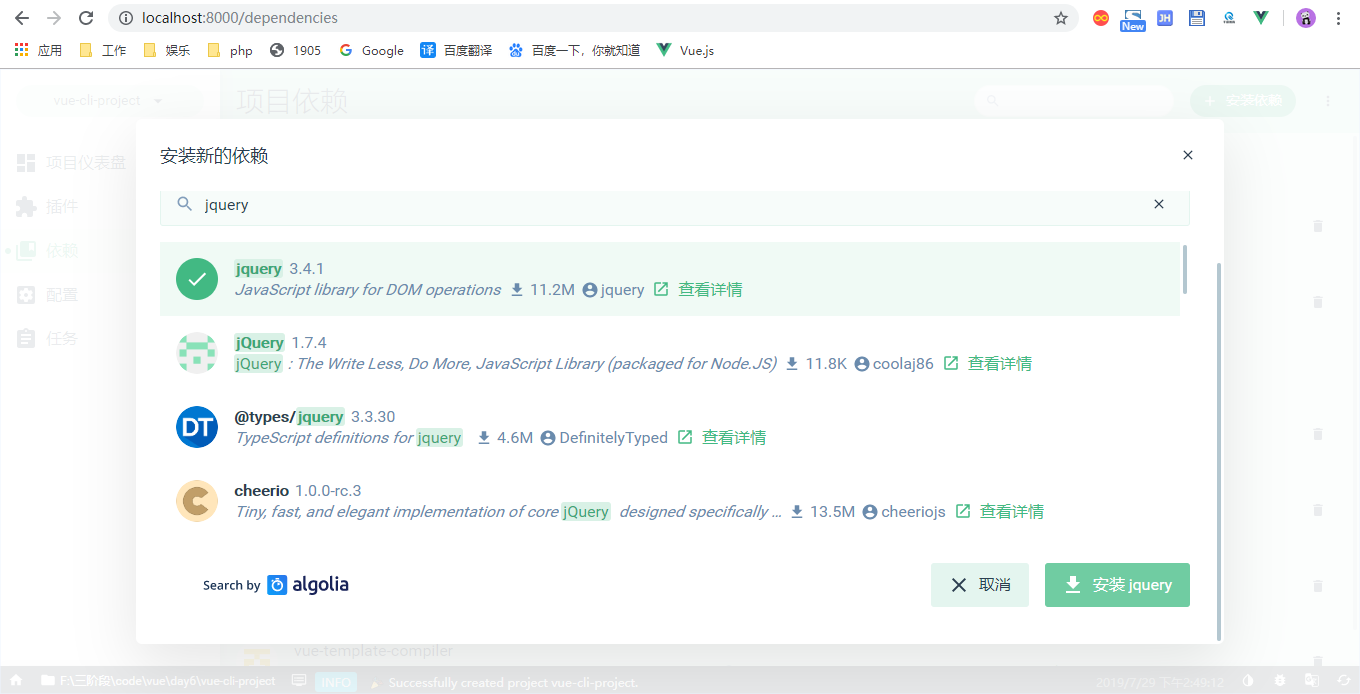 localhost:8000/dependencies
New
JH
应用 工作 娱乐 php 1905 Google 译 百度翻译 百度一下，你就知道 Vue.js
vue-cli-project 项目依赖 + 安装依赖
项目仪表盘
插件
依赖
配置
任务
安装新的依赖
jquery
jquery 3.4.1
JavaScript library for DOM operations 11.2M jquery 查看详情
jQuery 1.7.4
jQuery : The Write Less, Do More, JavaScript Library (packaged for Node.JS) 11.8K coolaj86 查看详情
DT
@types/jquery 3.3.30
TypeScript definitions for jquery 4.6M DefinitelyTyped 查看详情
C
cheerio 1.0.0-rc.3
Tiny, fast, and elegant implementation of core jQuery designed specifically ... 13.5M cheeriojs 查看详情
Search by algolia
取消 安装 jquery
vue-template-compiler
F:\三阶段\code\vue\day6\vue-cli-project INFO Successfully created project vue-cli-project. 2019/7/29 下午2:49:12